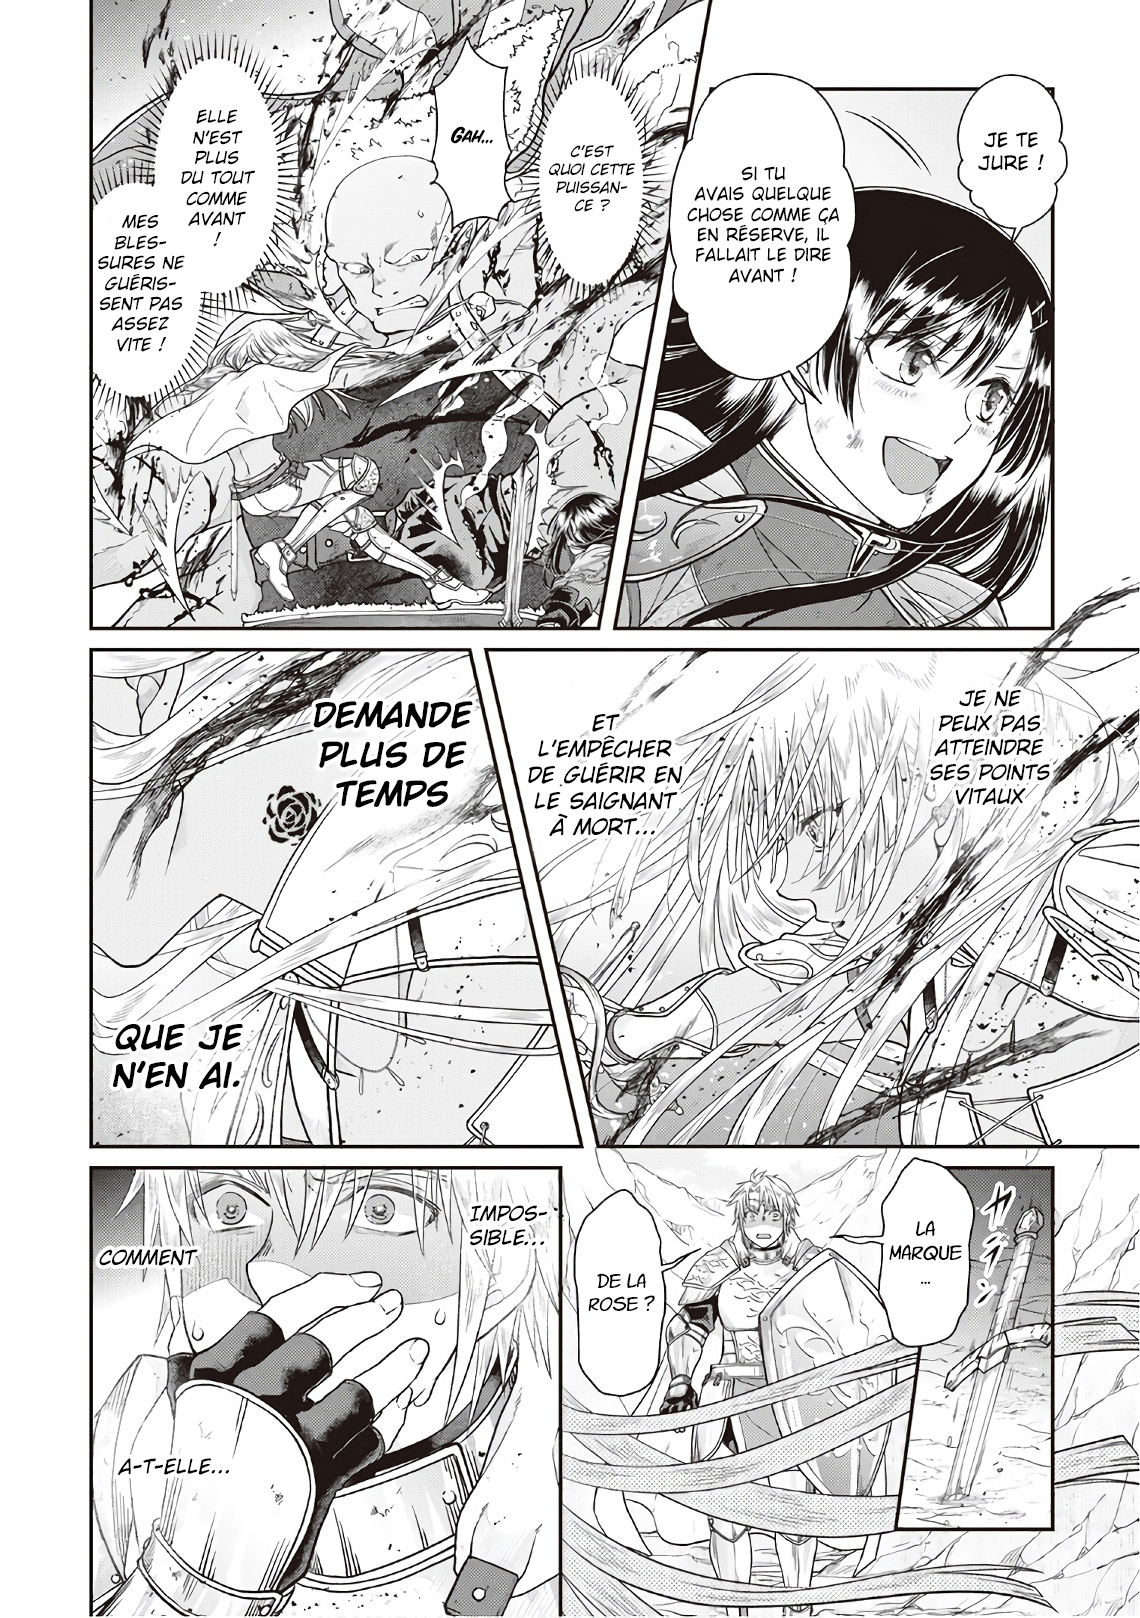 JE TE
JURE !
SI TU
AVAIS QUELQUE
CHOSE COMME ÇA
EN RÉSERVE, IL
FALLAIT LE DIRE
AVANT !
C'EST
QUOI CETTE
PUISSAN-
CE ?
GAH...
ELLE
N'EST
PLUS
DU TOUT
COMME
AVANT
!
MES
BLES-
SURES NE
GUÉRIS-
SENT PAS
ASSEZ
VITE !
JE NE
PEUX PAS
ATTEINDRE
SES POINTS
VITAUX
ET
L'EMPÊCHER
DE GUÉRIR EN
LE SAIGNANT
À MORT...
DEMANDE
PLUS DE
TEMPS
QUE JE
N'EN AI.
ガギン
LA
MARQUE
...
DE LA
ROSE ?
IMPOS-
SIBLE...
COMMENT
A-T-ELLE...